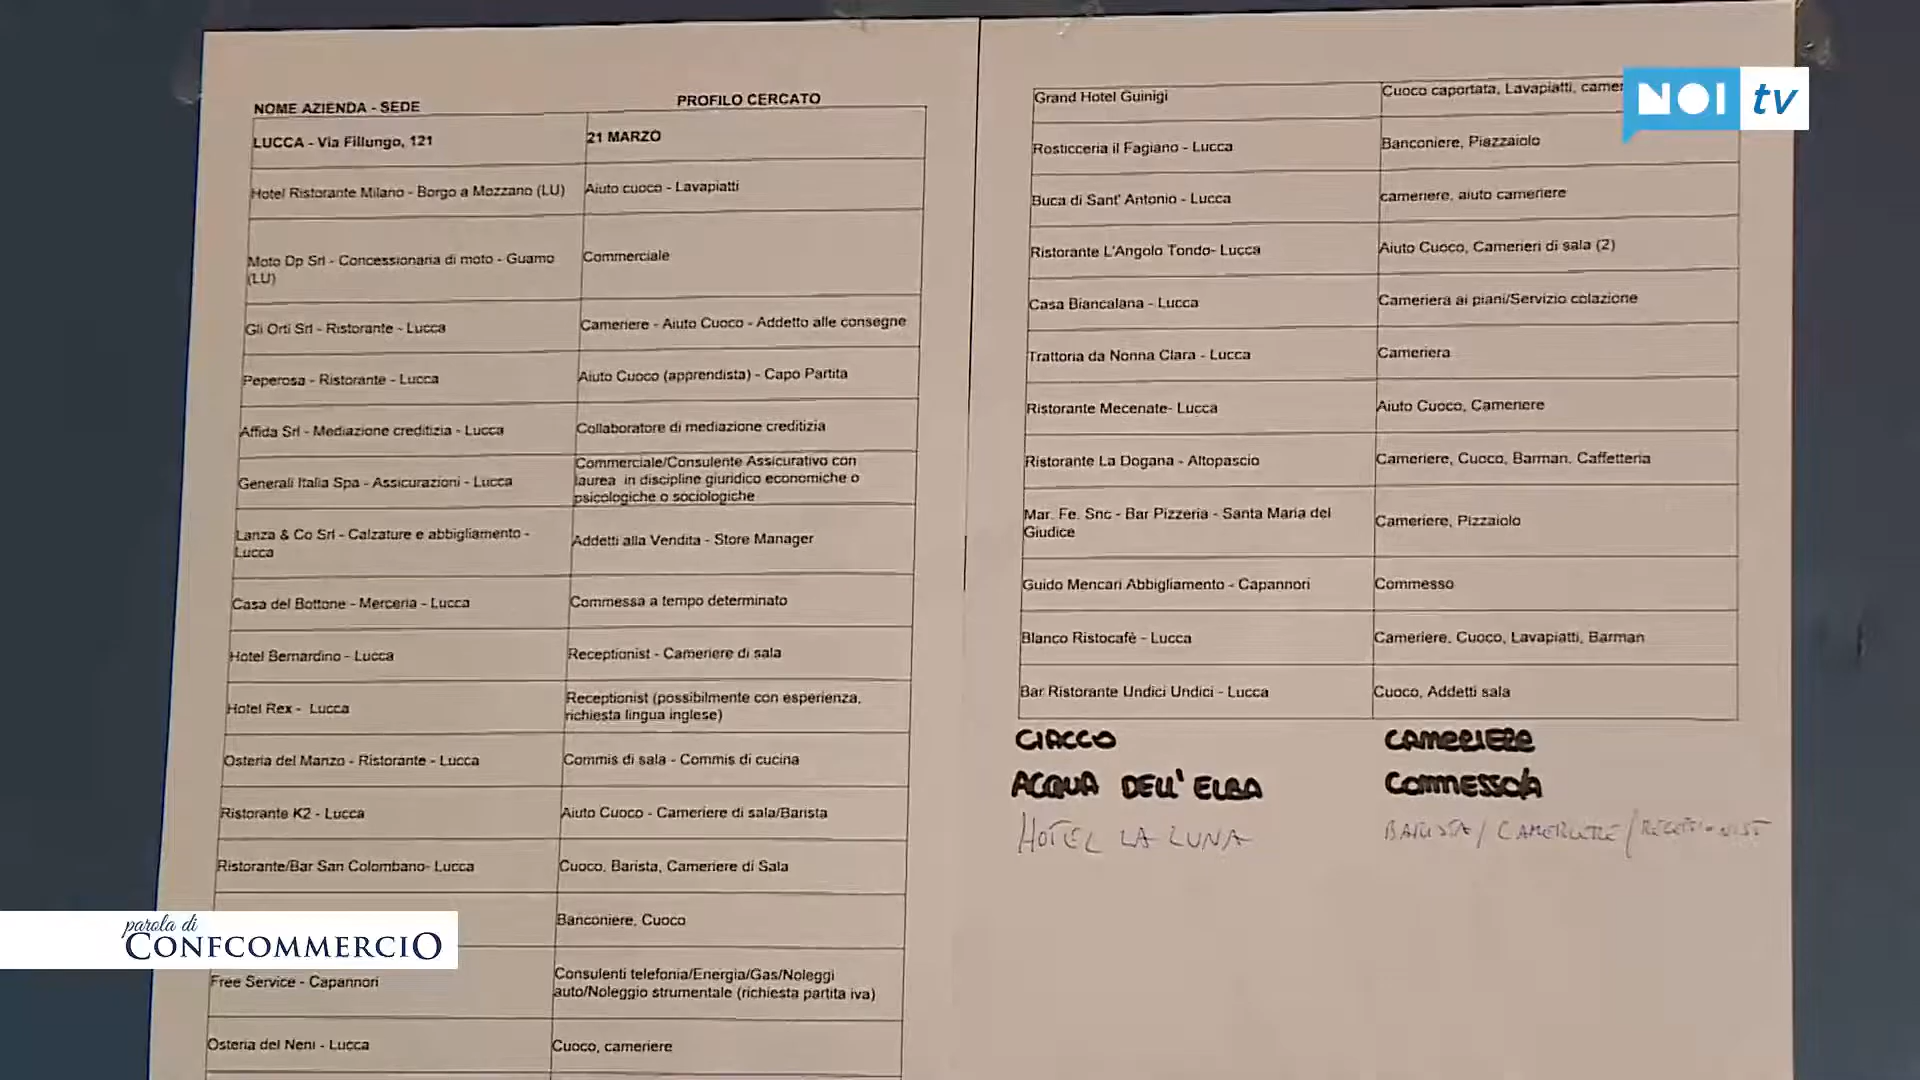 NOME AZIENDA - SEDE PROFILO CERCATO
LUCCA - Via Fillungo, 121 21 MARZO
Hotel Ristorante Milano - Borgo a Mozzano (LU) Aiuto cuoco - Lavapiatti
Moto Dp Srl - Concessionaria di moto - Guamo
(LU) Commerciale
Gli Orti Srl - Ristorante - Lucca Cameriere - Aiuto Cuoco - Addetto alle consegne
Peperosa - Ristorante - Lucca Aiuto Cuoco (apprendista) - Capo Partita
Affida Srl - Mediazione creditizia - Lucca Collaboratore di mediazione creditizia
Generali Italia Spa - Assicurazioni - Lucca Commerciale/Consulente Assicurativo con
laurea in discipline giuridico economiche o
psicologiche o sociologiche
Lanza & Co Srl - Calzature e abbigliamento -
Lucca Addetti alla Vendita - Store Manager
Casa del Bottone - Merceria - Lucca Commessa a tempo determinato
Hotel Bernardino - Lucca Receptionist - Cameriere di sala
Hotel Rex - Lucca Receptionist (possibilmente con esperienza,
richiesta lingua inglese)
Osteria del Manzo - Ristorante - Lucca Commis di sala - Commis di cucina
Ristorante K2 - Lucca Aiuto Cuoco - Cameriere di sala/Barista
Ristorante/Bar San Colombano- Lucca Cuoco, Barista, Cameriere di Sala
Banconiere, Cuoco
Free Service - Capannori Consulenti telefonia/Energia/Gas/Noleggi
auto/Noleggio strumentale (richiesta partita iva)
Osteria del Neni - Lucca Cuoco, cameriere
Grand Hotel Guinigi Cuoco caportata, Lavapiatti, camer
Rosticceria il Fagiano - Lucca Banconiere, Piazzaiolo
Buca di Sant' Antonio - Lucca cameriere, aiuto cameriere
Ristorante L'Angolo Tondo- Lucca Aiuto Cuoco, Camerieri di sala (2)
Casa Biancalana - Lucca Cameriera ai piani/Servizio colazione
Trattoria da Nonna Clara - Lucca Cameriera
Ristorante Mecenate- Lucca Aiuto Cuoco, Cameriere
Ristorante La Dogana - Altopascio Cameriere, Cuoco, Barman, Caffetteria
Mar. Fe. Snc - Bar Pizzeria - Santa Maria del
Giudice Cameriere, Pizzaiolo
Guido Mencari Abbigliamento - Capannori Commesso
Blanco Ristocafè - Lucca Cameriere, Cuoco, Lavapiatti, Barman
Bar Ristorante Undici Undici - Lucca Cuoco, Addetti sala
CIACCO CAMERIERE
ACQUA DELL' ELBA COMMESSO/A
HOTEL LA LUNA BARISTA / CAMERIERE / RECEPTIONIST
NOI tv
parola di
CONFCOMMERCIO